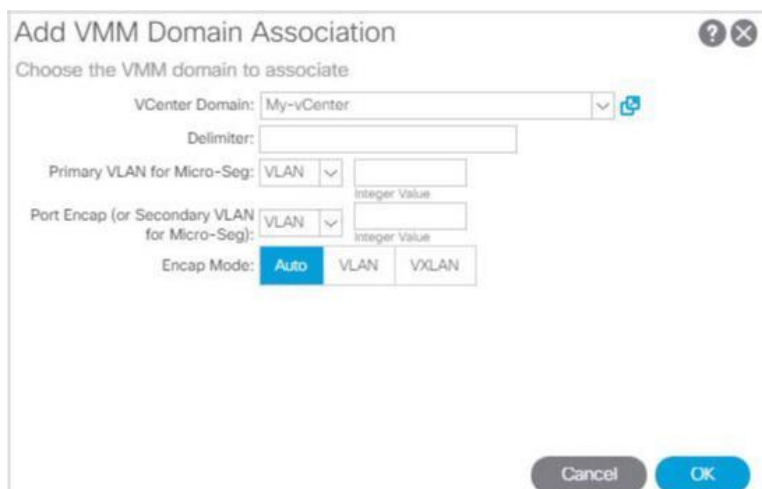 Add VMM Domain Association
?
Choose the VMM domain to associate
VCenter Domain: My-vCenter
Delimiter:
Primary VLAN for Micro-Seg: VLAN
Integer Value
Port Encap (or Secondary VLAN
for Micro-Seg): VLAN
Integer Value
Encap Mode: Auto VLAN VXLAN
Cancel OK